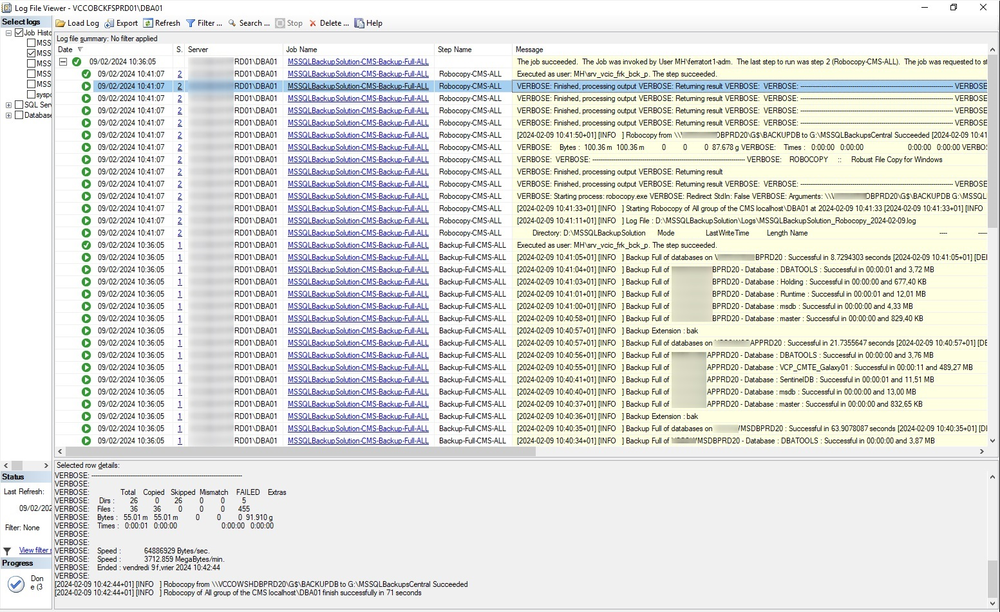 Log File Viewer - VCCOBCKFSPRD01\DBA01
Select logs
Job Histo
MSS
MSS
MSS
MSS
MSS
syspo
SQL Serv
Database
Load Log Export Refresh Filter ... Search ... Stop Delete ... Help
Log file summary: No filter applied
Date S. Server Job Name Step Name Message
09/02/2024 10:36:05 RD01\DBA01 MSSQLBackupSolution-CMS-Backup-Full-ALL The job succeeded. The Job was invoked by User MH\ferratort1-adm. The last step to run was step 2 (Robocopy-CMS-ALL). The job was requested to st
09/02/2024 10:41:07 2 RD01\DBA01 MSSQLBackupSolution-CMS-Backup-Full-ALL Robocopy-CMS-ALL Executed as user: MH\srv_vcic_frk_bck_p. The step succeeded.
09/02/2024 10:41:07 2 RD01\DBA01 MSSQLBackupSolution-CMS-Backup-Full-ALL Robocopy-CMS-ALL VERBOSE: Finished, processing output VERBOSE: Returning result VERBOSE: VERBOSE: ------------------------------------------------------------------------------ VERBOSE
09/02/2024 10:41:07 2 RD01\DBA01 MSSQLBackupSolution-CMS-Backup-Full-ALL Robocopy-CMS-ALL VERBOSE: Finished, processing output VERBOSE: Returning result VERBOSE: VERBOSE: ------------------------------------------------------------------------------ VERBOSE
09/02/2024 10:41:07 2 RD01\DBA01 MSSQLBackupSolution-CMS-Backup-Full-ALL Robocopy-CMS-ALL VERBOSE: Finished, processing output VERBOSE: Returning result VERBOSE: VERBOSE: ------------------------------------------------------------------------------ VERBOSE
09/02/2024 10:41:07 2 RD01\DBA01 MSSQLBackupSolution-CMS-Backup-Full-ALL Robocopy-CMS-ALL VERBOSE: Finished, processing output VERBOSE: Returning result VERBOSE: VERBOSE: ------------------------------------------------------------------------------ VERBOSE
09/02/2024 10:41:07 2 RD01\DBA01 MSSQLBackupSolution-CMS-Backup-Full-ALL Robocopy-CMS-ALL [2024-02-09 10:41:50+01] [INFO ] Robocopy from \\ DBPRD20\G$\BACKUPDB to G:\MSSQLBackupsCentral Succeeded [2024-02-09 10:41
09/02/2024 10:41:07 2 RD01\DBA01 MSSQLBackupSolution-CMS-Backup-Full-ALL Robocopy-CMS-ALL VERBOSE: Bytes : 100.36 m 100.36 m 0 0 0 87.678 g VERBOSE: Times : 0:00:00 0:00:00 0:00:00 0:00:00 VERBOS
09/02/2024 10:41:07 2 RD01\DBA01 MSSQLBackupSolution-CMS-Backup-Full-ALL Robocopy-CMS-ALL VERBOSE: VERBOSE: ------------------------------------------------------------------------------ VERBOSE: ROBOCOPY :: Robust File Copy for Windows
09/02/2024 10:41:07 2 RD01\DBA01 MSSQLBackupSolution-CMS-Backup-Full-ALL Robocopy-CMS-ALL VERBOSE: Finished, processing output VERBOSE: Returning result
09/02/2024 10:41:07 2 RD01\DBA01 MSSQLBackupSolution-CMS-Backup-Full-ALL Robocopy-CMS-ALL VERBOSE: Finished, processing output VERBOSE: Returning result VERBOSE: VERBOSE: ------------------------------------------------------------------------------ VERBOSE
09/02/2024 10:41:07 2 RD01\DBA01 MSSQLBackupSolution-CMS-Backup-Full-ALL Robocopy-CMS-ALL VERBOSE: Starting process: robocopy.exe VERBOSE: Redirect StdIn: False VERBOSE: Arguments: \\ DBPRD20\G$\BACKUPDB G:\MSSQL
09/02/2024 10:41:07 2 RD01\DBA01 MSSQLBackupSolution-CMS-Backup-Full-ALL Robocopy-CMS-ALL [2024-02-09 10:41:33+01] [INFO ] Starting Robocopy of All group of the CMS localhost\DBA01 at 2024-02-09 10:41:33 [2024-02-09 10:41:33+01] [INFO
09/02/2024 10:41:07 2 RD01\DBA01 MSSQLBackupSolution-CMS-Backup-Full-ALL Robocopy-CMS-ALL [2024-02-09 10:41:11+01] [INFO ] Log File : D:\MSSQLBackupSolution\Logs\MSSQLBackupSolution_Robocopy_2024-02-09.log
09/02/2024 10:41:07 2 RD01\DBA01 MSSQLBackupSolution-CMS-Backup-Full-ALL Robocopy-CMS-ALL Directory: D:\MSSQLBackupSolution Mode LastWriteTime Length Name ---- -----
09/02/2024 10:36:05 1 RD01\DBA01 MSSQLBackupSolution-CMS-Backup-Full-ALL Backup-Full-CMS-ALL Executed as user: MH\srv_vcic_frk_bck_p. The step succeeded.
09/02/2024 10:36:05 1 RD01\DBA01 MSSQLBackupSolution-CMS-Backup-Full-ALL Backup-Full-CMS-ALL [2024-02-09 10:41:05+01] [INFO ] Backup Full of databases on BPRD20 : Successful in 8.7294303 seconds [2024-02-09 10:41:05+01] [DE
09/02/2024 10:36:05 1 RD01\DBA01 MSSQLBackupSolution-CMS-Backup-Full-ALL Backup-Full-CMS-ALL [2024-02-09 10:41:04+01] [INFO ] Backup Full of BPRD20 - Database : DBATOOLS : Successful in 00:00:01 and 3,72 MB
09/02/2024 10:36:05 1 RD01\DBA01 MSSQLBackupSolution-CMS-Backup-Full-ALL Backup-Full-CMS-ALL [2024-02-09 10:41:03+01] [INFO ] Backup Full of BPRD20 - Database : Holding : Successful in 00:00:00 and 677,40 KB
09/02/2024 10:36:05 1 RD01\DBA01 MSSQLBackupSolution-CMS-Backup-Full-ALL Backup-Full-CMS-ALL [2024-02-09 10:41:01+01] [INFO ] Backup Full of BPRD20 - Database : Runtime : Successful in 00:00:01 and 12,01 MB
09/02/2024 10:36:05 1 RD01\DBA01 MSSQLBackupSolution-CMS-Backup-Full-ALL Backup-Full-CMS-ALL [2024-02-09 10:41:00+01] [INFO ] Backup Full of BPRD20 - Database : msdb : Successful in 00:00:00 and 4,33 MB
09/02/2024 10:36:05 1 RD01\DBA01 MSSQLBackupSolution-CMS-Backup-Full-ALL Backup-Full-CMS-ALL [2024-02-09 10:40:58+01] [INFO ] Backup Full of BPRD20 - Database : master : Successful in 00:00:00 and 829,40 KB
09/02/2024 10:36:05 1 RD01\DBA01 MSSQLBackupSolution-CMS-Backup-Full-ALL Backup-Full-CMS-ALL [2024-02-09 10:40:57+01] [INFO ] Backup Extension : bak
09/02/2024 10:36:05 1 RD01\DBA01 MSSQLBackupSolution-CMS-Backup-Full-ALL Backup-Full-CMS-ALL [2024-02-09 10:40:57+01] [INFO ] Backup Full of databases on APPRD20 : Successful in 21.7355647 seconds [2024-02-09 10:40:57+01] [DE
09/02/2024 10:36:05 1 RD01\DBA01 MSSQLBackupSolution-CMS-Backup-Full-ALL Backup-Full-CMS-ALL [2024-02-09 10:40:56+01] [INFO ] Backup Full of APPRD20 - Database : DBATOOLS : Successful in 00:00:00 and 3,76 MB
09/02/2024 10:36:05 1 RD01\DBA01 MSSQLBackupSolution-CMS-Backup-Full-ALL Backup-Full-CMS-ALL [2024-02-09 10:40:55+01] [INFO ] Backup Full of APPRD20 - Database : VCP_CMTE_Galaxy01 : Successful in 00:00:11 and 489,27 MB
09/02/2024 10:36:05 1 RD01\DBA01 MSSQLBackupSolution-CMS-Backup-Full-ALL Backup-Full-CMS-ALL [2024-02-09 10:40:41+01] [INFO ] Backup Full of APPRD20 - Database : SentinelDB : Successful in 00:00:01 and 11,51 MB
09/02/2024 10:36:05 1 RD01\DBA01 MSSQLBackupSolution-CMS-Backup-Full-ALL Backup-Full-CMS-ALL [2024-02-09 10:40:40+01] [INFO ] Backup Full of APPRD20 - Database : msdb : Successful in 00:00:00 and 13,00 MB
09/02/2024 10:36:05 1 RD01\DBA01 MSSQLBackupSolution-CMS-Backup-Full-ALL Backup-Full-CMS-ALL [2024-02-09 10:40:37+01] [INFO ] Backup Full of APPRD20 - Database : master : Successful in 00:00:00 and 832,65 KB
09/02/2024 10:36:05 1 RD01\DBA01 MSSQLBackupSolution-CMS-Backup-Full-ALL Backup-Full-CMS-ALL [2024-02-09 10:40:36+01] [INFO ] Backup Extension : bak
09/02/2024 10:36:05 1 RD01\DBA01 MSSQLBackupSolution-CMS-Backup-Full-ALL Backup-Full-CMS-ALL [2024-02-09 10:40:35+01] [INFO ] Backup Full of databases on MSDBPRD20 : Successful in 63.9078087 seconds [2024-02-09 10:40:35+01] [DE
09/02/2024 10:36:05 1 RD01\DBA01 MSSQLBackupSolution-CMS-Backup-Full-ALL Backup-Full-CMS-ALL [2024-02-09 10:40:34+01] [INFO ] Backup Full of MSDBPRD20 - Database : DBATOOLS : Successful in 00:00:00 and 3,87 MB
Status
Last Refresh:
09/02/202
Filter: None
View filter s
Progress
Don
e (3
Selected row details:
VERBOSE: ------------------------------------------------------------------------------
VERBOSE:
VERBOSE: Total Copied Skipped Mismatch FAILED Extras
VERBOSE: Dirs : 26 0 26 0 0 5
VERBOSE: Files : 36 36 0 0 0 455
VERBOSE: Bytes : 55.01 m 55.01 m 0 0 0 91.910 g
VERBOSE: Times : 0:00:01 0:00:00 0:00:00 0:00:00
VERBOSE:
VERBOSE:
VERBOSE: Speed : 64886929 Bytes/sec.
VERBOSE: Speed : 3712.859 MegaBytes/min.
VERBOSE: Ended : vendredi 9 f‚vrier 2024 10:42:44
VERBOSE:
[2024-02-09 10:42:44+01] [INFO ] Robocopy from \\VCCOWSHDBPRD20\G$\BACKUPDB to G:\MSSQLBackupsCentral Succeeded
[2024-02-09 10:42:44+01] [INFO ] Robocopy of All group of the CMS localhost\DBA01 finish successfully in 71 seconds